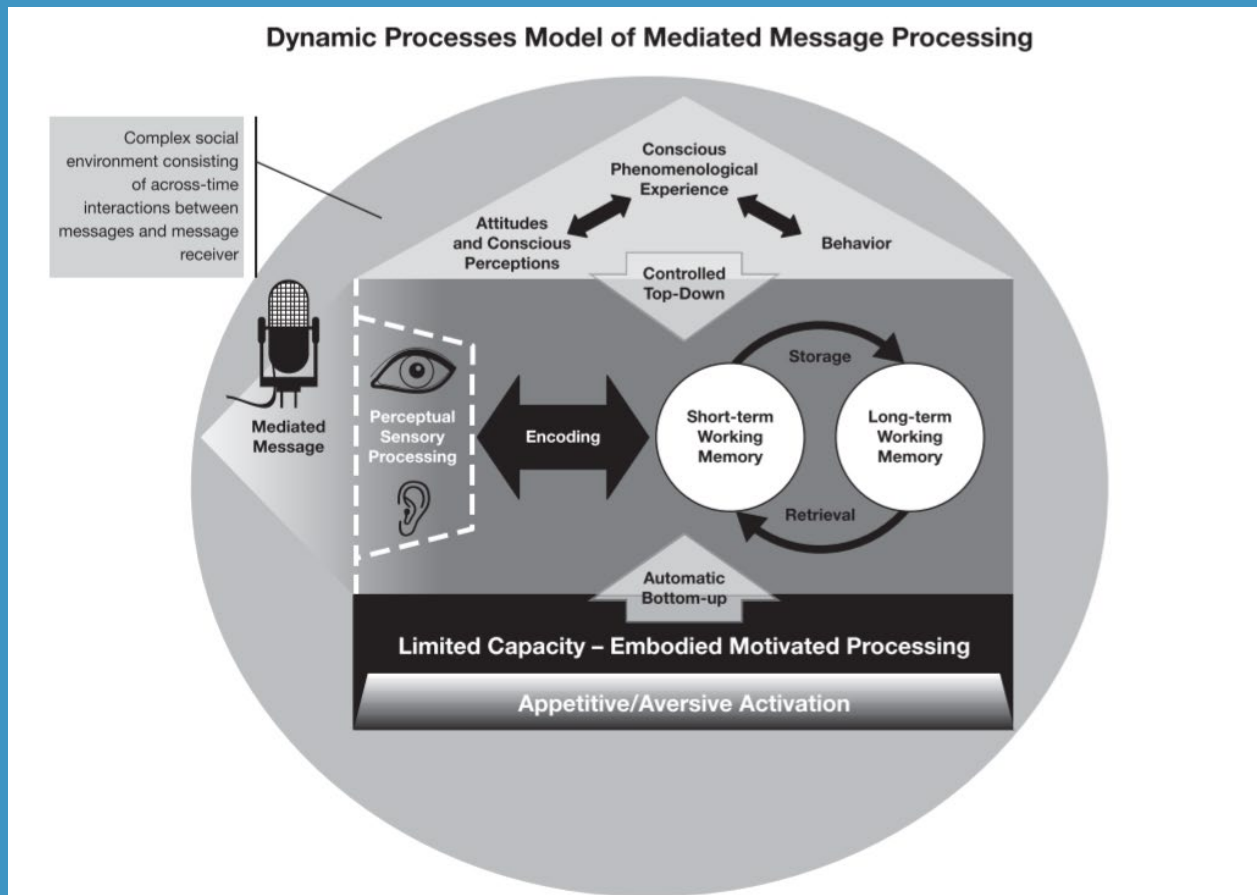 Dynamic Processes Model of Mediated Message Processing
Complex social
environment consisting
of across-time
interactions between
messages and message
receiver
Conscious
Phenomenological
Experience
Attitudes
and Conscious
Perceptions
Behavior
Controlled
Top-Down
Mediated
Message
Perceptual
Sensory
Processing
Encoding
Storage
Short-term
Working
Memory
Long-term
Working
Memory
Retrieval
Automatic
Bottom-up
Limited Capacity – Embodied Motivated Processing
Appetitive/Aversive Activation